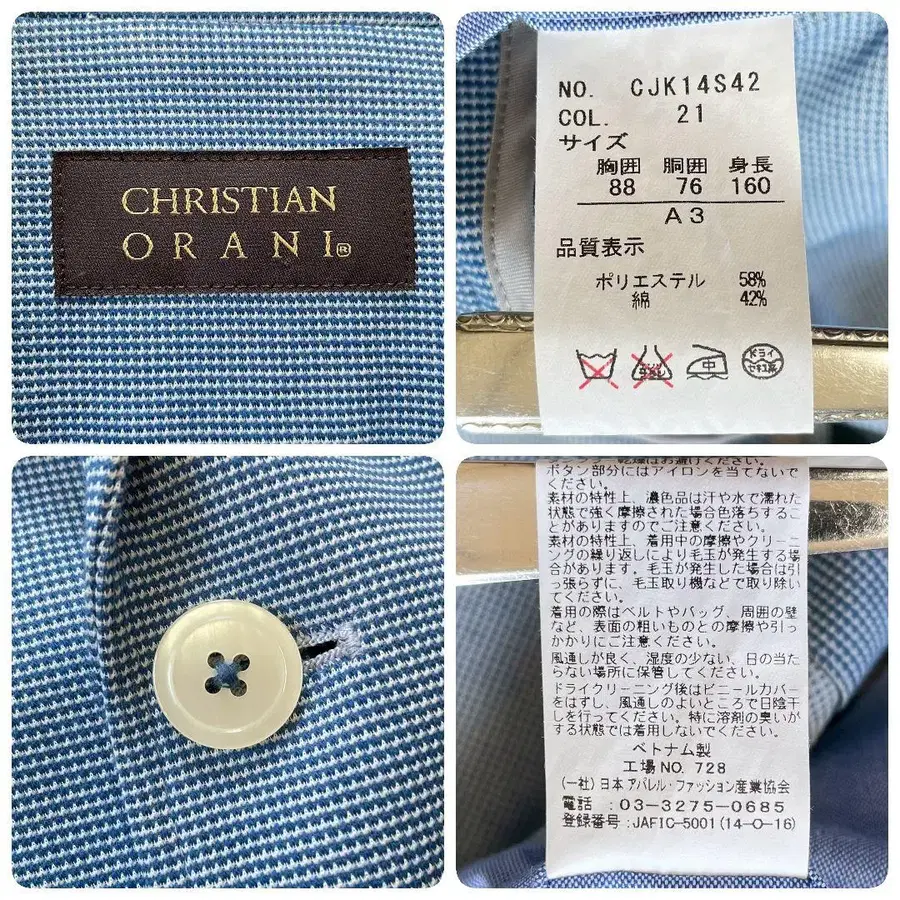 CHRISTIAN
ORANI®
NO. CJK14S42
COL. 21
サイズ
胸囲 胴囲 身長
88 76 160
A3
品質表示
ポリエステル 58%
綿 42%
中
ドライ
セキユ系
ボタン部分にはアイロンを当てないで
ください。
素材の特性上、濃色品は汗や水で濡れた
状態で強く摩擦された場合色落ちするこ
とがありますのでご注意ください。
素材の特性上、着用中の摩擦やクリーニ
ングの繰り返しにより毛玉が発生する場
合があります。毛玉が発生した場合は引
っ張らずに、毛玉取り機などで取り除い
てください。
着用の際はベルトやバッグ、周囲の壁
など、表面の粗いものとの摩擦や引っ
かかりにご注意ください。
風通しが良く、湿度の少ない、日の当た
らない場所に保管してください。
ドライクリーニング後はビニールカバー
をはずし、風通しのよいところで日陰干
しを行ってください。特に溶剤の臭いが
する状態では着用しないでください。
ベトナム製
工場NO. 728
(一社)日本アパレル・ファッション産業協会
電話 : 03-3275-0685
登録番号:JAFIC-5001(14-0-16)